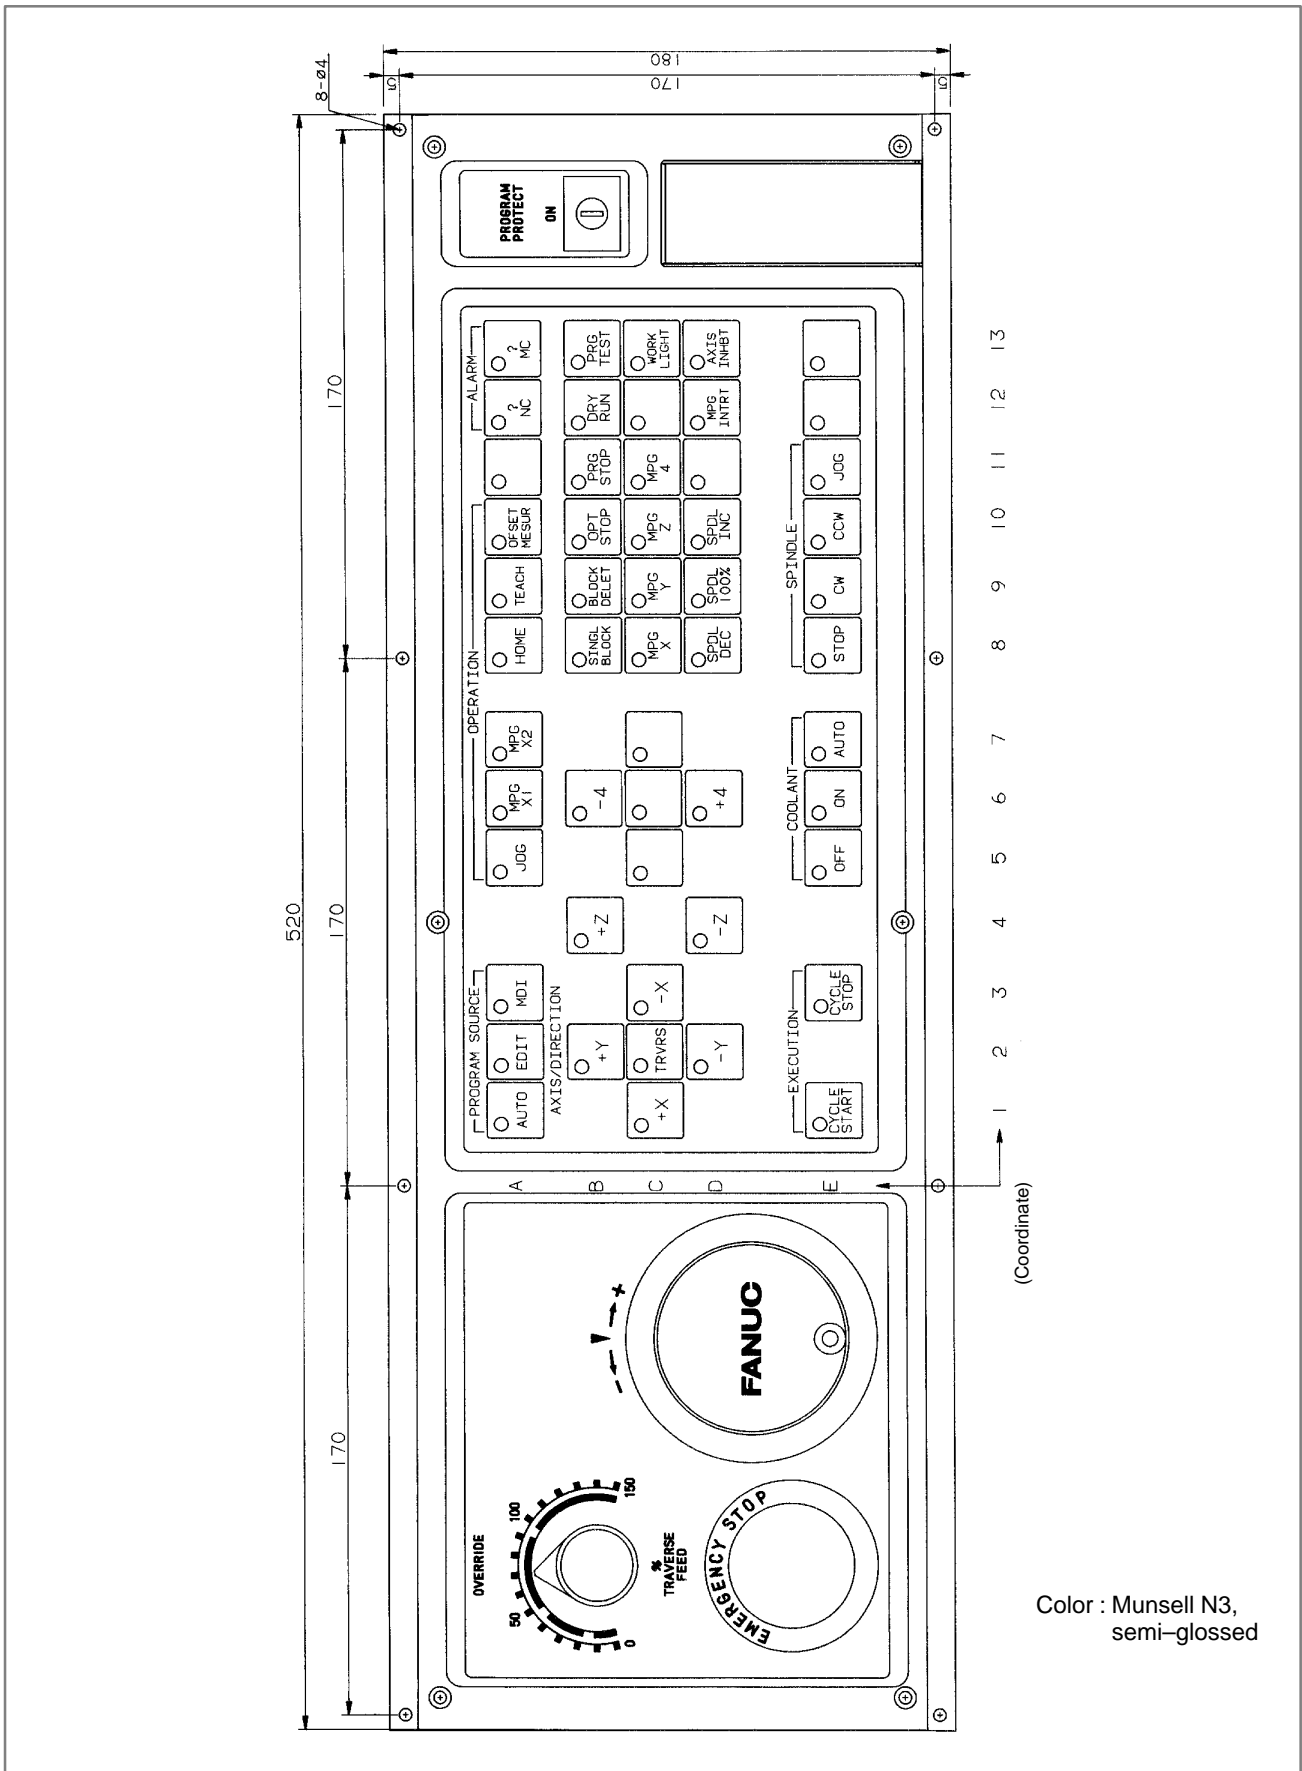 520
170
170
170
8-ø4
5
170
5
180
PROGRAM
PROTECT
ON
PROGRAM SOURCE
OPERATION
ALARM
AUTO
EDIT
MDI
JOG
MPG
X1
MPG
X2
HOME
TEACH
OFSET
MESUR
?
NC
?
MC
AXIS/DIRECTION
+Y
+Z
-4
SINGL
BLOCK
BLOCK
DELET
OPT
STOP
PRG
STOP
DRY
RUN
PRG
TEST
+X
TRVRS
-X
MPG
X
MPG
Y
MPG
Z
MPG
4
WORK
LIGHT
-Y
-Z
+4
SPDL
DEC
SPDL
100%
SPDL
INC
MPG
INTRT
AXIS
INHBT
EXECUTION
COOLANT
SPINDLE
CYCLE
START
CYCLE
STOP
OFF
ON
AUTO
STOP
CW
CCW
JOG
A
B
C
D
E
1 2 3 4 5 6 7 8 9 10 11 12 13
(Coordinate)
OVERRIDE
0
50
100
150
%
TRAVERSE
FEED
EMERGENCY STOP
- +
FANUC
Color : Munsell N3,
semi–glossed